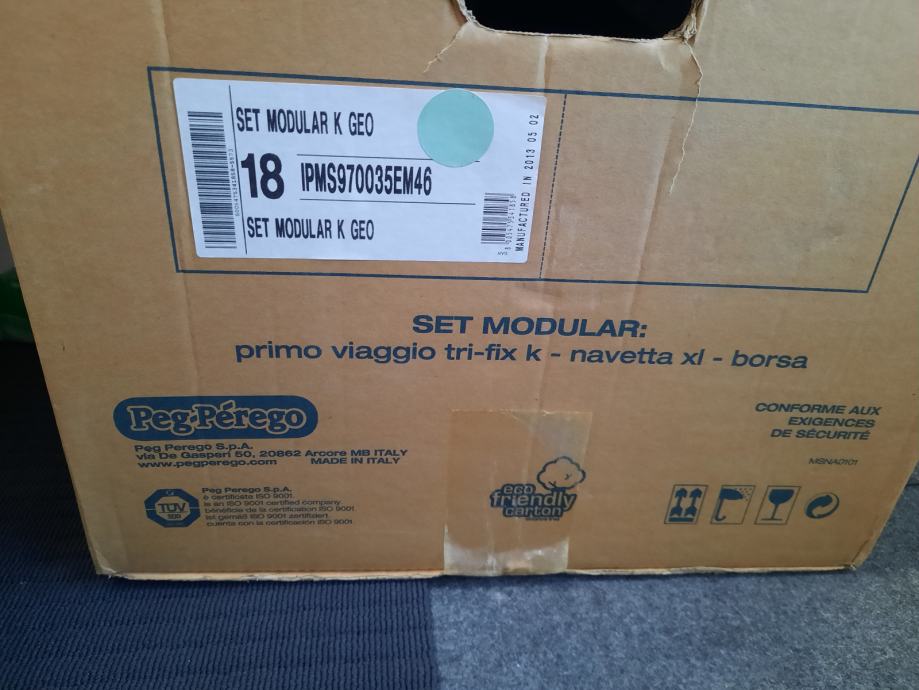 SET MODULAR K GEO
18 IPMS970035EM46
SET MODULAR K GEO
MANUFACTURED IN 2013 05 02
SET MODULAR:
primo viaggio tri-fix k - navetta xl - borsa
Peg-Pérego
Peg Perego S.p.A.
via De Gasperi 50, 20862 Arcore MB ITALY
www.pegperego.com MADE IN ITALY
TÜV
SÜD
Peg Perego S.p.A.
è certificata ISO 9001.
is an ISO 9001 certified company.
bénéficie de la certification ISO 9001.
ist gemäß ISO 9001 zertifiziert.
cuenta con la certificación ISO 9001.
eco
friendly
carton
CONFORME AUX
EXIGENCES
DE SÉCURITÉ
MSNA0101